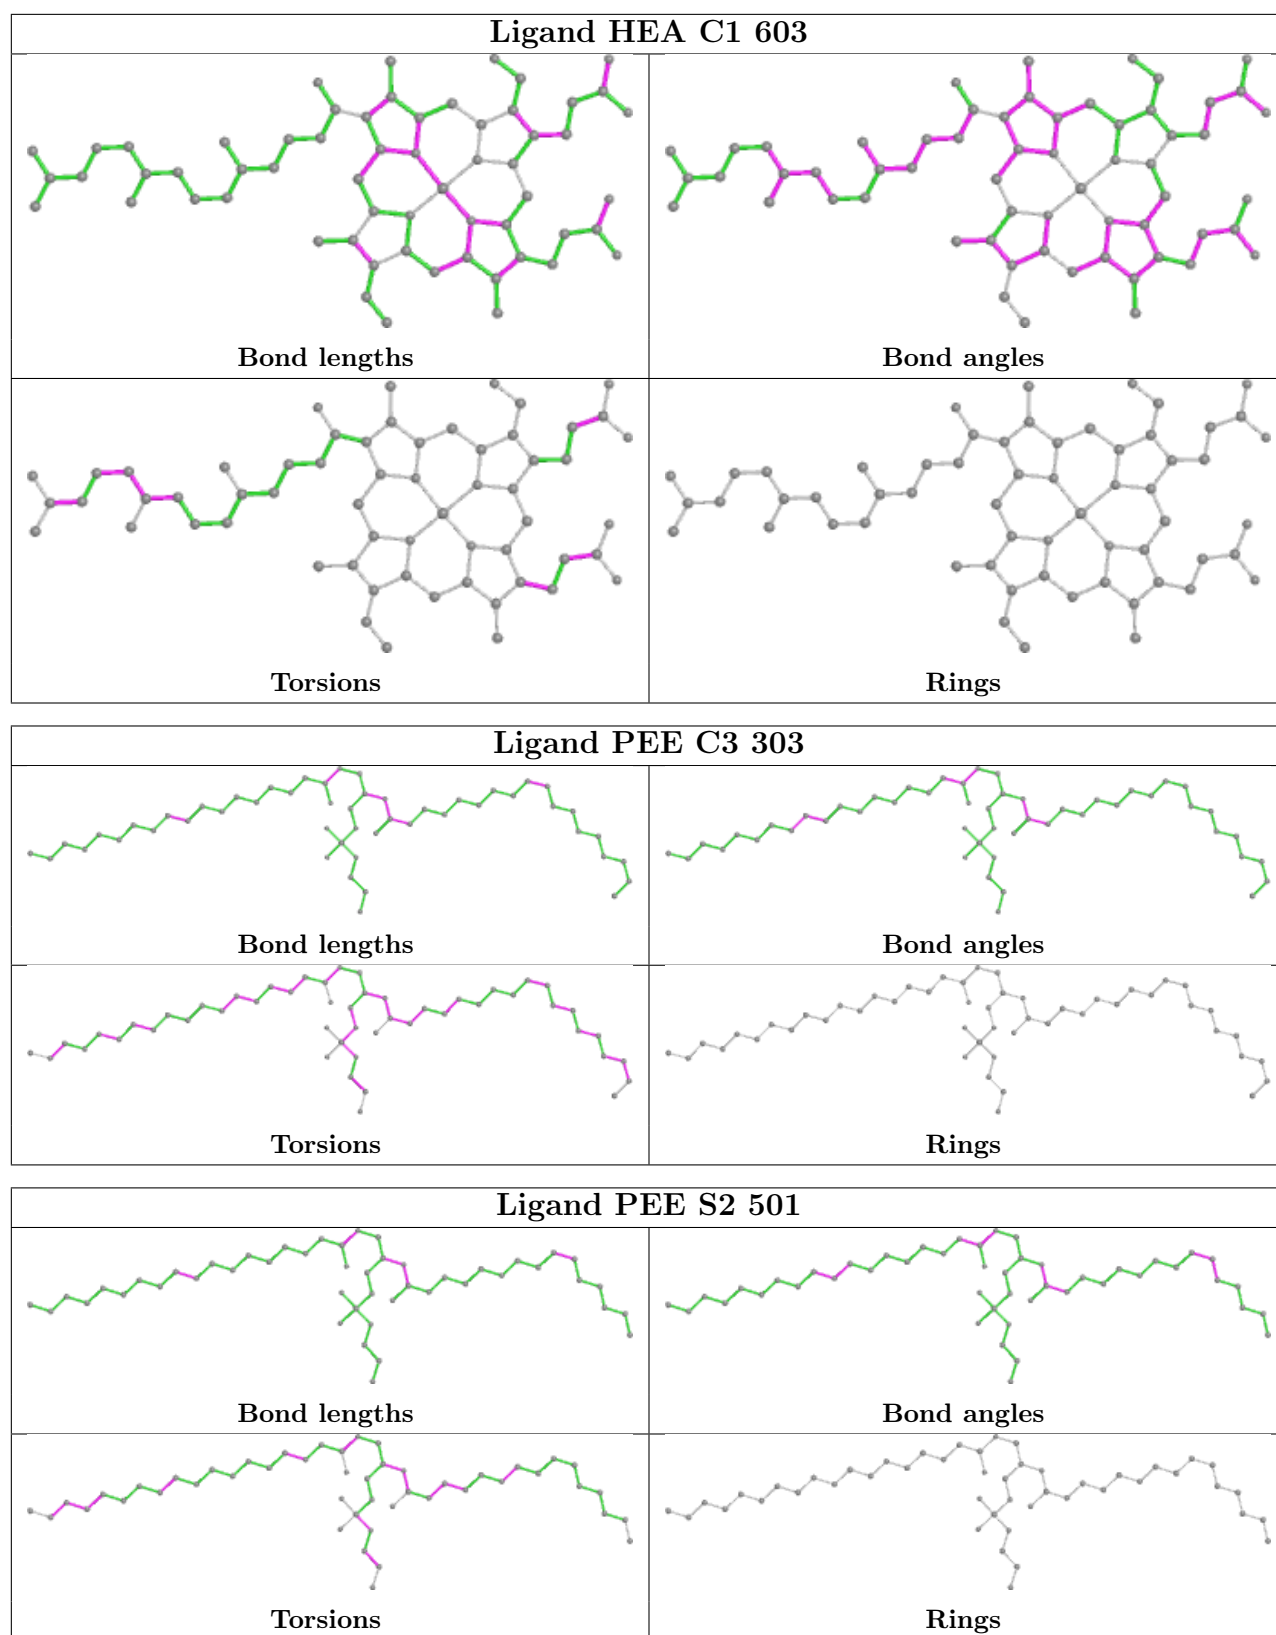 Ligand HEA C1 603
Bond lengths
Bond angles
Torsions
Rings
Ligand PEE C3 303
Bond lengths
Bond angles
Torsions
Rings
Ligand PEE S2 501
Bond lengths
Bond angles
Torsions
Rings